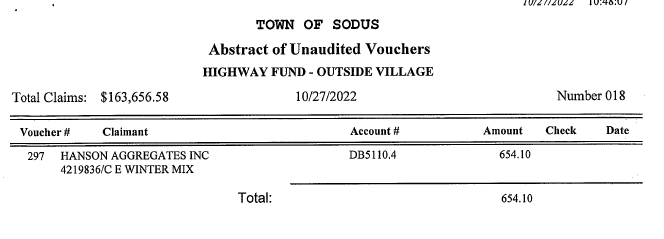 10/27/2022 10:48:07
TOWN OF SODUS
Abstract of Unaudited Vouchers
HIGHWAY FUND - OUTSIDE VILLAGE
Total Claims: $163,656.58 10/27/2022 Number 018
Voucher # Claimant Account # Amount Check Date
297 HANSON AGGREGATES INC DB5110.4 654.10
4219836/C E WINTER MIX
Total: 654.10